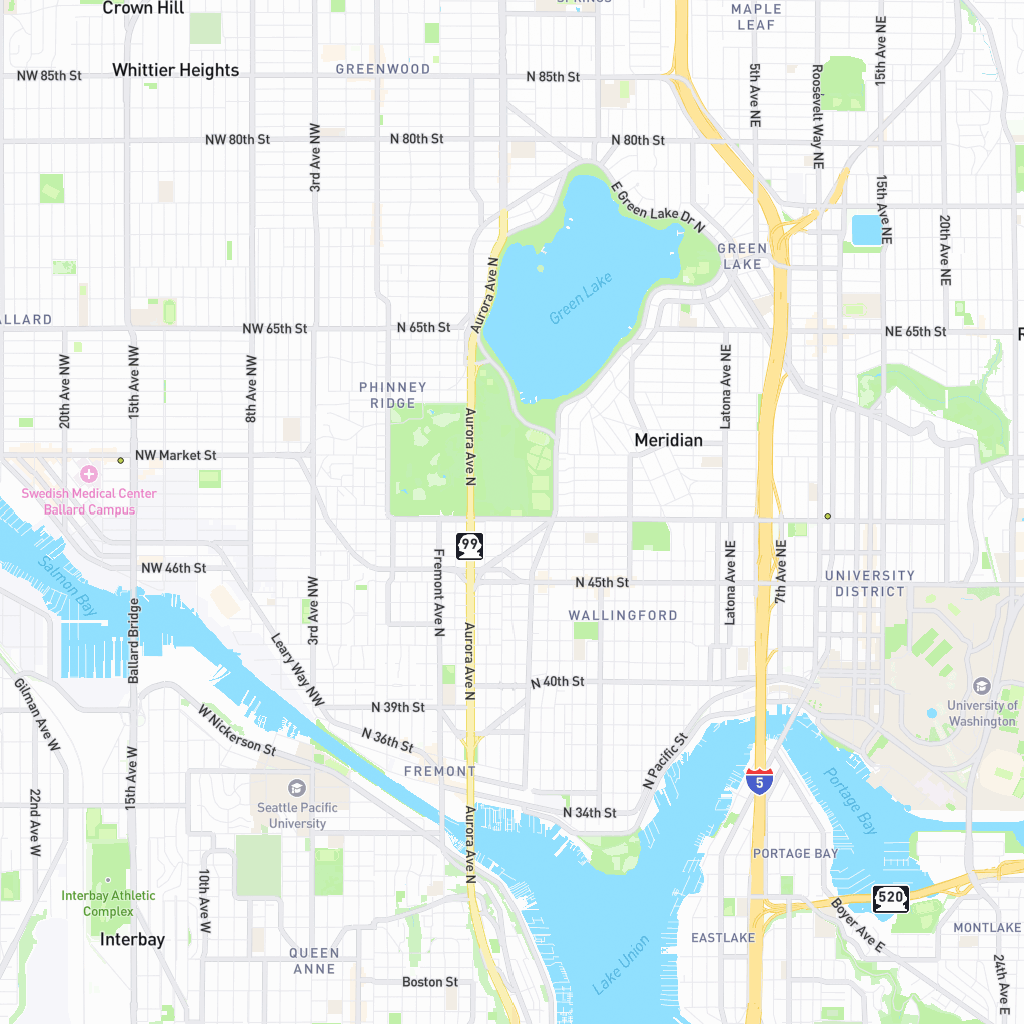 Crown Hill
MAPLE
LEAF
Whittier Heights
GREENWOOD
NW 85th St
N 85th St
5th Ave NE
Roosevelt Way NE
15th Ave NE
NW 80th St
N 80th St
N 80th St
3rd Ave NW
E Green Lake Dr N
15th Ave NE
20th Ave NE
GREEN
LAKE
Green Lake
Aurora Ave N
NW 65th St
N 65th St
NE 65th St
20th Ave NW
15th Ave NW
8th Ave NW
PHINNEY
RIDGE
Latona Ave NE
Aurora Ave N
Meridian
NW Market St
Swedish Medical Center
Ballard Campus
99
Salmon Bay
NW 46th St
Fremont Ave N
N 45th St
Latona Ave NE
7th Ave NE
UNIVERSITY
DISTRICT
3rd Ave NW
WALLINGFORD
Ballard Bridge
Leary Way NW
Aurora Ave N
N 40th St
Gilman Ave W
W Nickerson St
N 39th St
N 36th St
University of
Washington
15th Ave W
FREMONT
N Pacific St
5
22nd Ave W
Seattle Pacific
University
N 34th St
Portage Bay
Aurora Ave N
PORTAGE BAY
Interbay Athletic
Complex
10th Ave W
520
Boyer Ave E
Interbay
QUEEN
ANNE
EASTLAKE
MONTLAKE
Lake Union
Boston St
24th Ave E